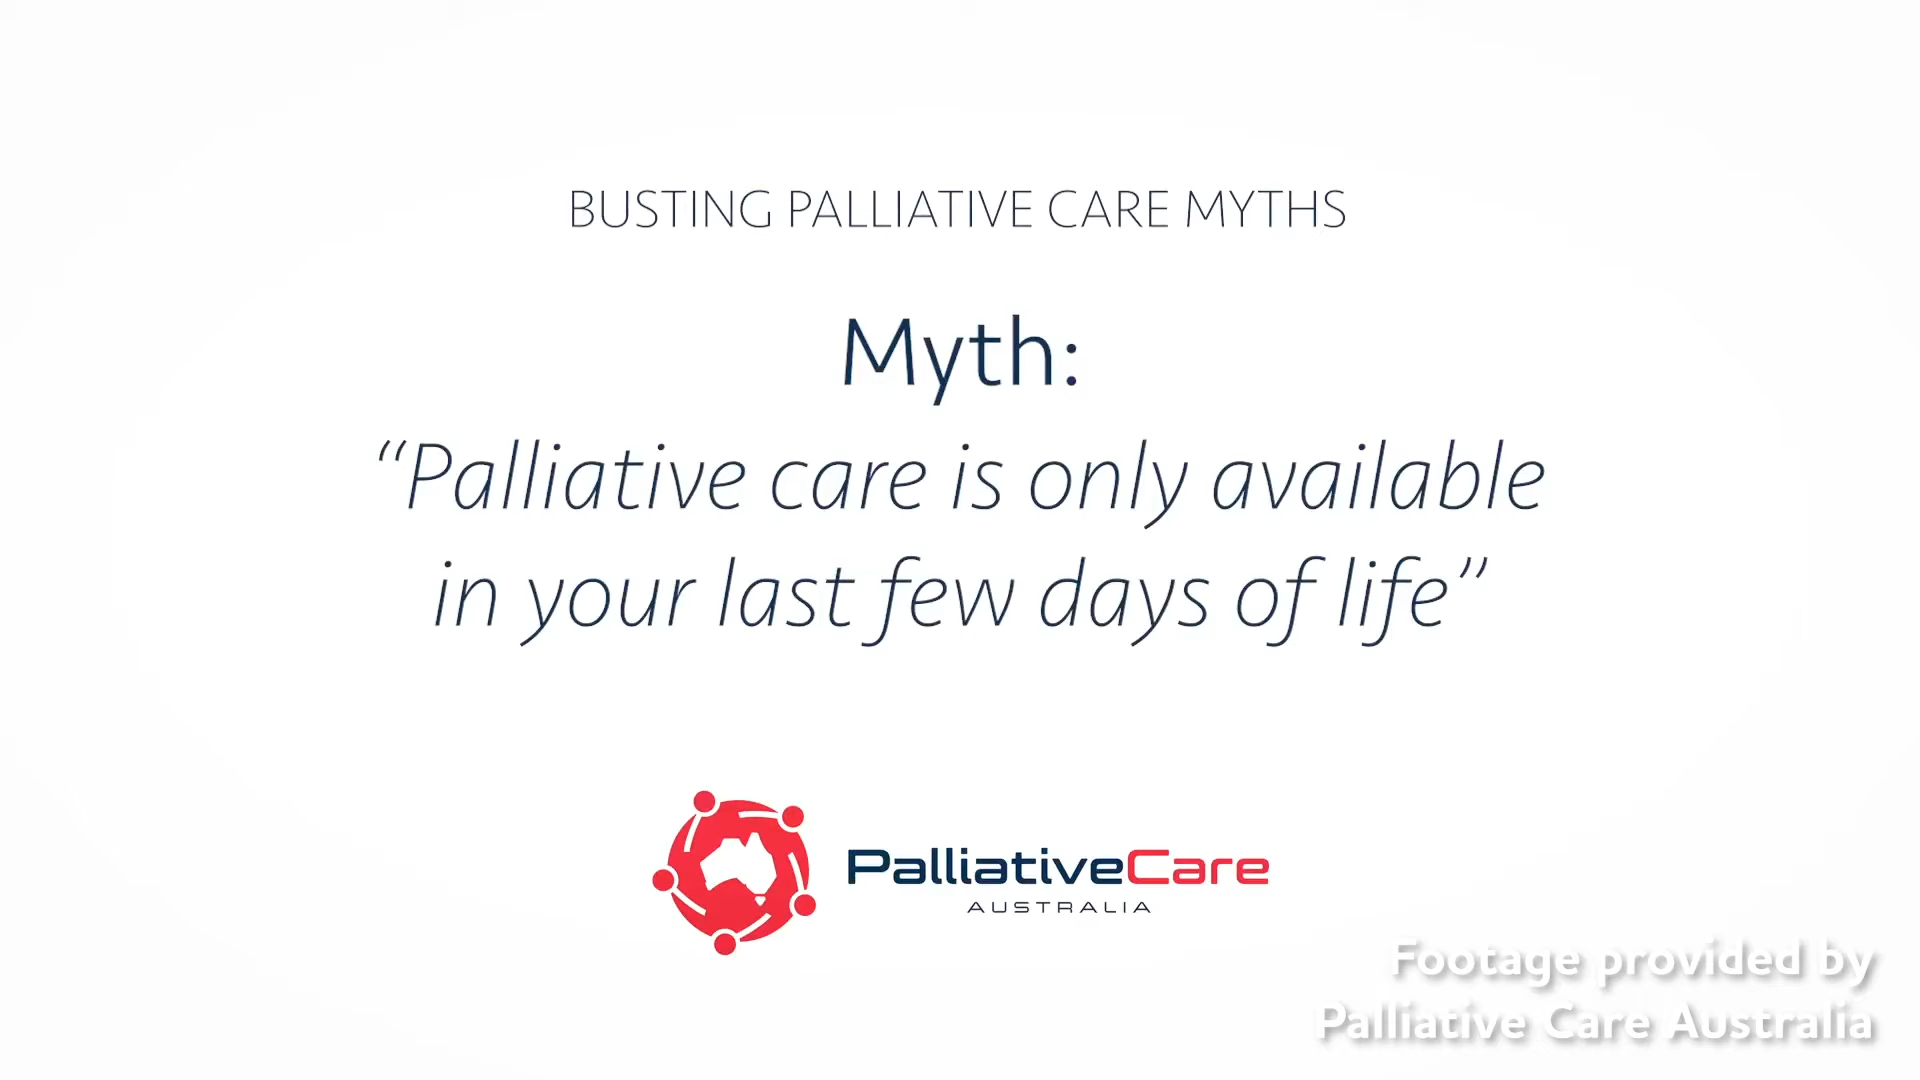 BUSTING PALLIATIVE CARE MYTHS
Myth:
“Palliative care is only available
in your last few days of life”
PalliativeCare
AUSTRALIA
Footage provided by
Palliative Care Australia